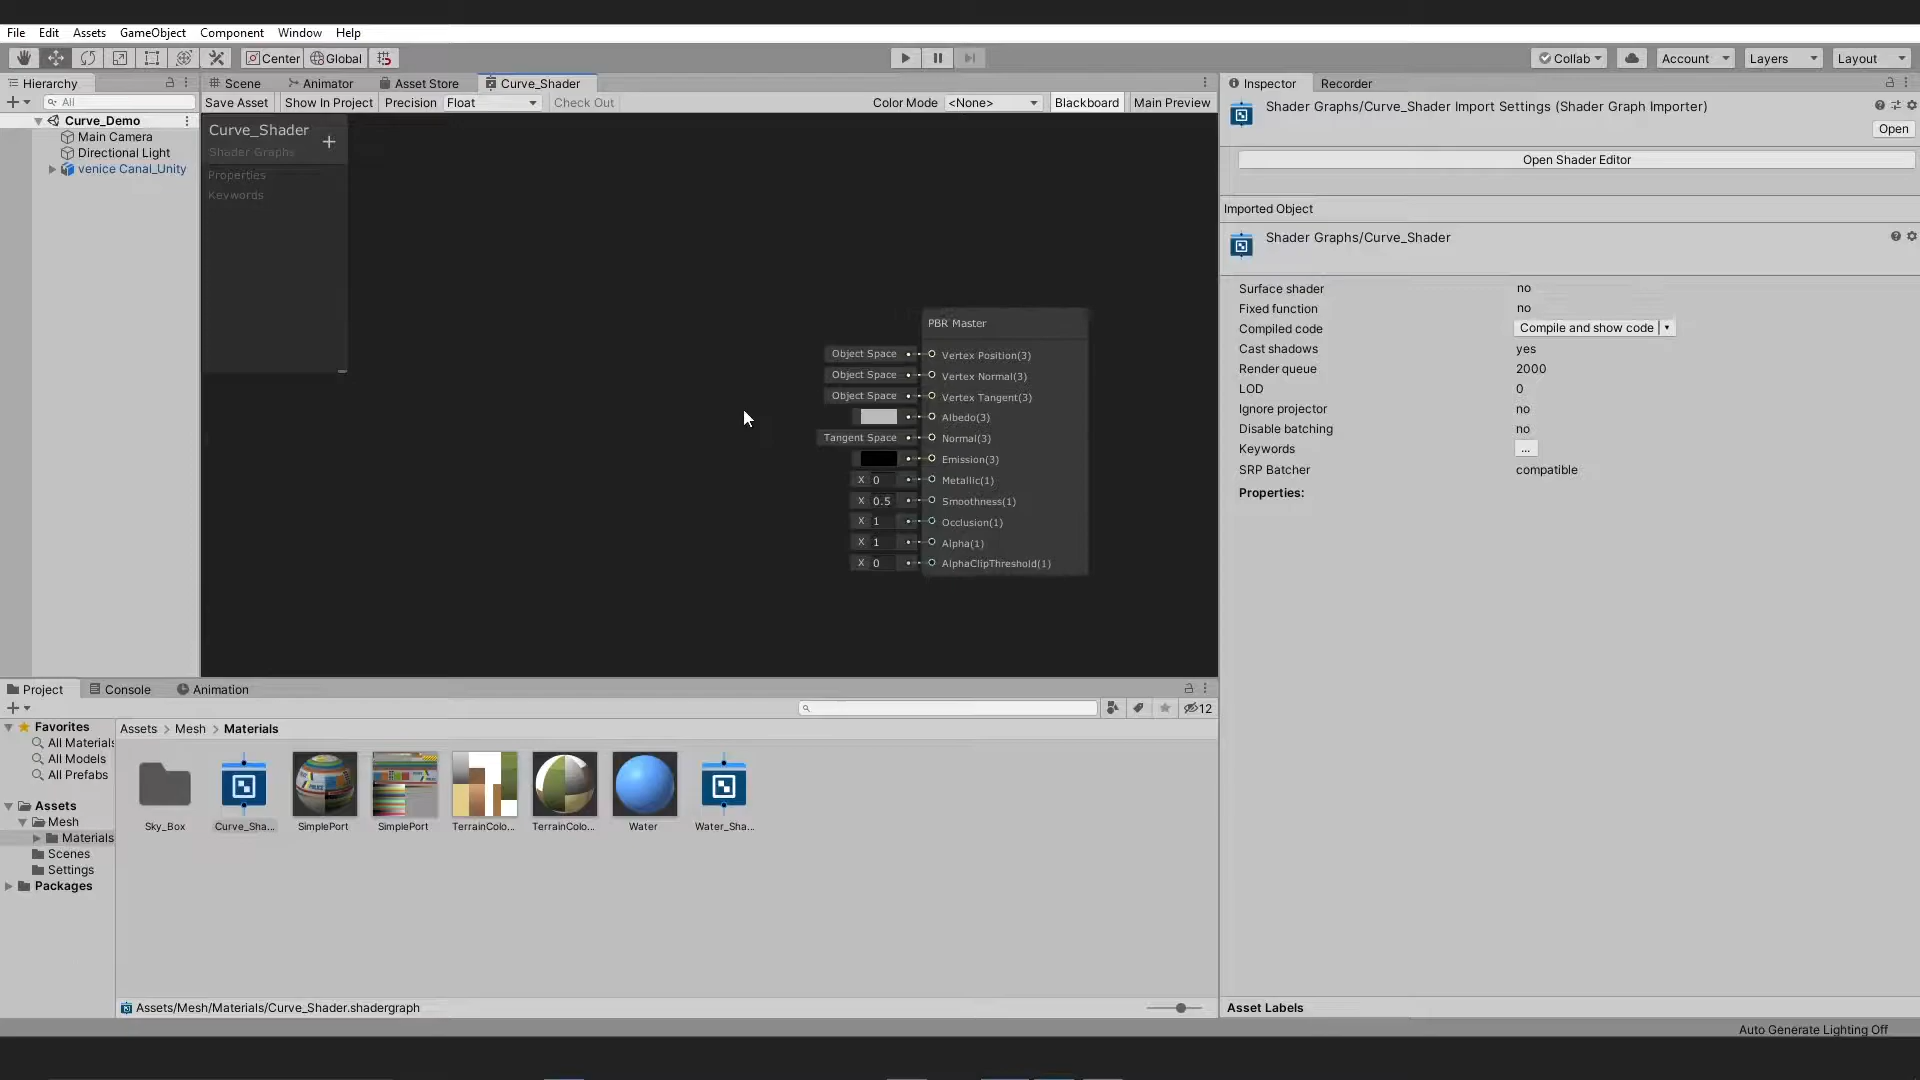 File Edit Assets GameObject Component Window Help
Center Global Collab Account Layers Layout
Hierarchy
All
Curve_Demo
Main Camera
Directional Light
venice Canal_Unity
Scene Animator Asset Store Curve_Shader
Save Asset Show In Project Precision Float Check Out Color Mode <None> Blackboard Main Preview
Curve_Shader
Shader Graphs
Properties
Keywords
PBR Master
Object Space Vertex Position(3)
Object Space Vertex Normal(3)
Object Space Vertex Tangent(3)
Albedo(3)
Tangent Space Normal(3)
Emission(3)
X 0 Metallic(1)
X 0.5 Smoothness(1)
X 1 Occlusion(1)
X 1 Alpha(1)
X 0 AlphaClipThreshold(1)
Inspector Recorder
Shader Graphs/Curve_Shader Import Settings (Shader Graph Importer)
Open
Open Shader Editor
Imported Object
Shader Graphs/Curve_Shader
Surface shader no
Fixed function no
Compiled code Compile and show code
Cast shadows yes
Render queue 2000
LOD 0
Ignore projector no
Disable batching no
Keywords ...
SRP Batcher compatible
Properties:
Project Console Animation
12
Favorites
All Materials
All Models
All Prefabs
Assets
Mesh
Materials
Scenes
Settings
Packages
Assets > Mesh > Materials
Sky_Box Curve_Sha... SimplePort SimplePort TerrainColo... TerrainColo... Water Water_Sha...
Assets/Mesh/Materials/Curve_Shader.shadergraph
Asset Labels
Auto Generate Lighting Off